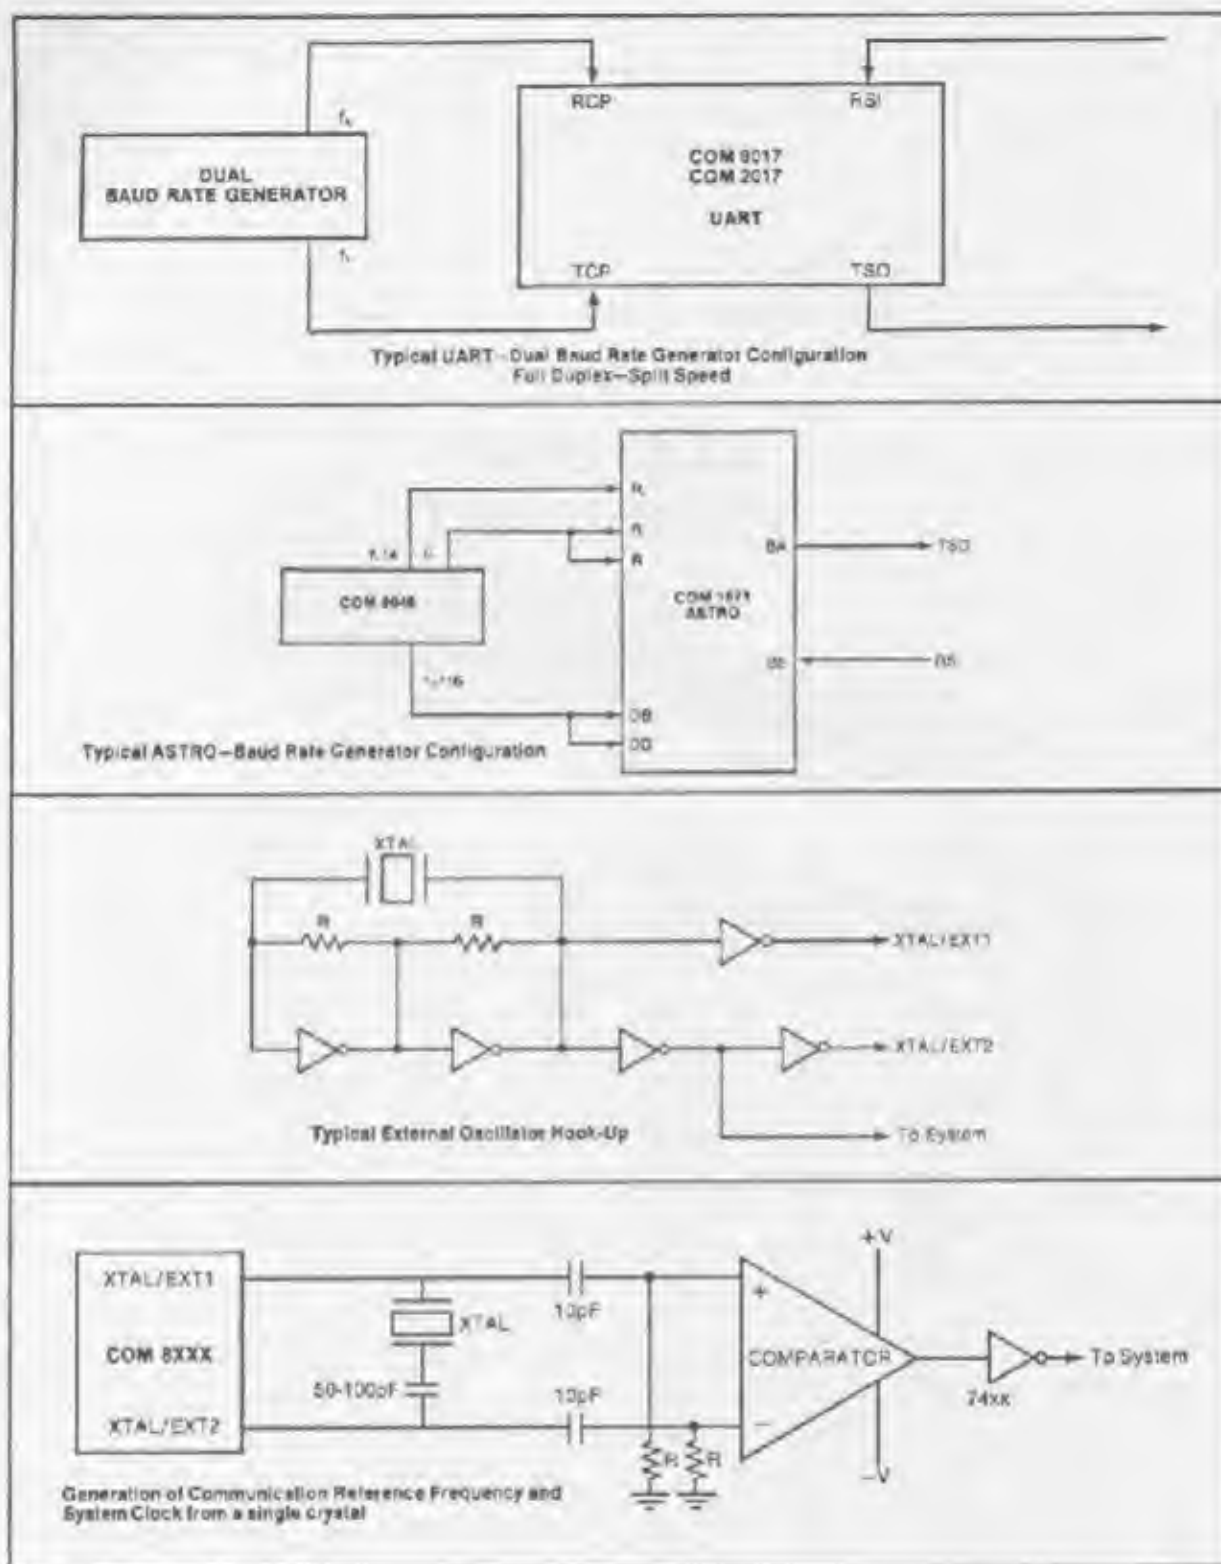 RCP
RSI
DUAL
BAUD RATE GENERATOR
COM 8017
COM 2017
UART
TCP
TSO
Typical UART—Dual Baud Rate Generator Configuration
Full Duplex—Split Speed
R
R
BA
TSO
COM 1671
ASTRO
DB
DD
Typical ASTRO—Baud Rate Generator Configuration
XTAL
R
R
XTAL/EXT1
XTAL/EXT2
Typical External Oscillator Hook-Up
To System
+V
XTAL/EXT1
10pF
+
XTAL
COM 8XXX
COMPARATOR
To System
50-100pF
10pF
74xx
XTAL/EXT2
−
R
R
−V
Generation of Communication Reference Frequency and
System Clock from a single crystal